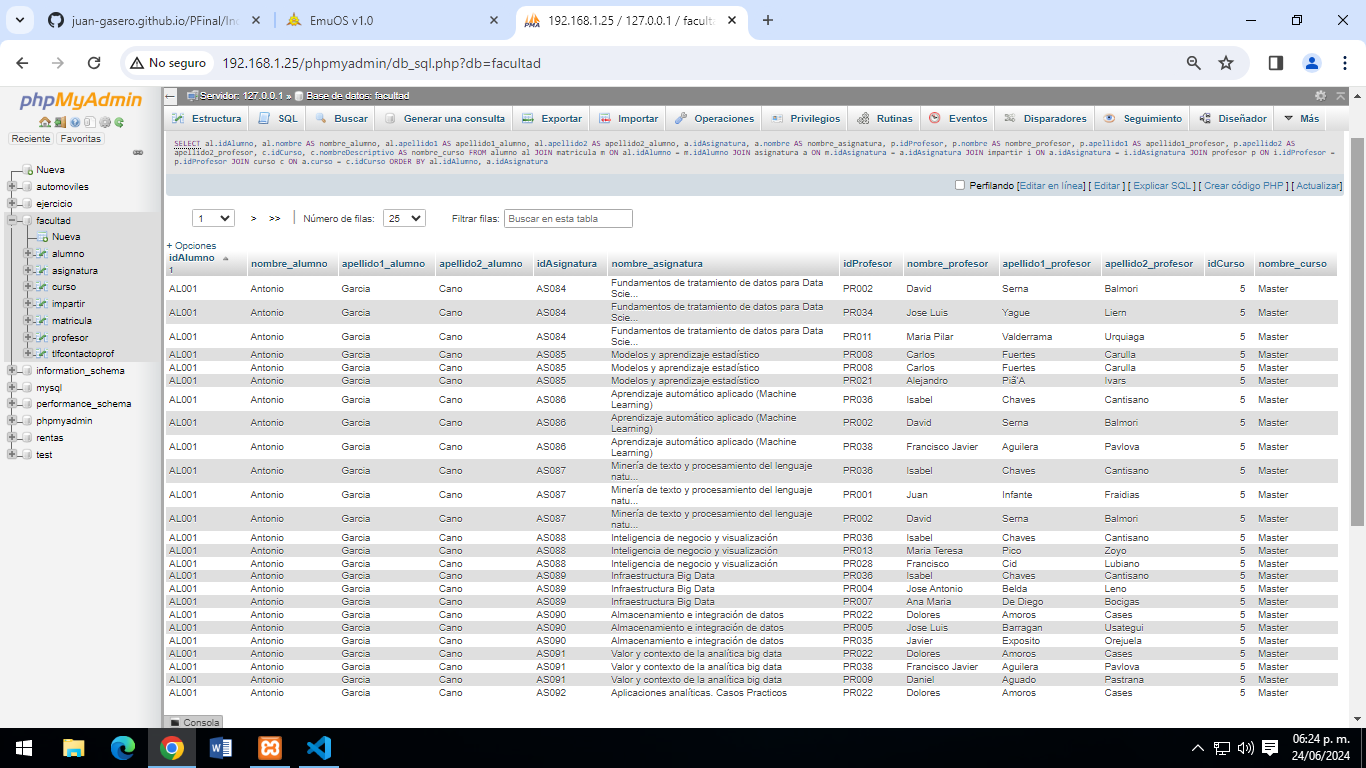 juan-gasero.github.io/PFinal/Inc
EmuOS v1.0
192.168.1.25 / 127.0.0.1 / faculta
No seguro
192.168.1.25/phpmyadmin/db_sql.php?db=facultad
phpMyAdmin
Reciente
Favoritas
Nueva
automoviles
ejercicio
facultad
Nueva
alumno
asignatura
curso
impartir
matricula
profesor
tlfcontactoprof
information_schema
mysql
performance_schema
phpmyadmin
rentas
test
Servidor: 127.0.0.1 » Base de datos: facultad
Estructura SQL Buscar Generar una consulta Exportar Importar Operaciones Privilegios Rutinas Eventos Disparadores Seguimiento Diseñador Más
SELECT al.idAlumno, al.nombre AS nombre_alumno, al.apellido1 AS apellido1_alumno, al.apellido2 AS apellido2_alumno, a.idAsignatura, a.nombre AS nombre_asignatura, p.idProfesor, p.nombre AS nombre_profesor, p.apellido1 AS apellido1_profesor, p.apellido2 AS
apellido2_profesor, c.idCurso, c.nombreDescriptivo AS nombre_curso FROM alumno al JOIN matricula m ON al.idAlumno = m.idAlumno JOIN asignatura a ON m.idAsignatura = a.idAsignatura JOIN impartir i ON a.idAsignatura = i.idAsignatura JOIN profesor p ON i.idProfesor =
p.idProfesor JOIN curso c ON a.curso = c.idCurso ORDER BY al.idAlumno, a.idAsignatura
Perfilando [Editar en línea] [ Editar ] [ Explicar SQL ] [ Crear código PHP ] [ Actualizar]
1 > >> Número de filas: 25 Filtrar filas: Buscar en esta tabla
+ Opciones
idAlumno 1 nombre_alumno apellido1_alumno apellido2_alumno idAsignatura nombre_asignatura idProfesor nombre_profesor apellido1_profesor apellido2_profesor idCurso nombre_curso
AL001 Antonio Garcia Cano AS084 Fundamentos de tratamiento de datos para Data Scie... PR002 David Serna Balmori 5 Master
AL001 Antonio Garcia Cano AS084 Fundamentos de tratamiento de datos para Data Scie... PR034 Jose Luis Yague Liern 5 Master
AL001 Antonio Garcia Cano AS084 Fundamentos de tratamiento de datos para Data Scie... PR011 Maria Pilar Valderrama Urquiaga 5 Master
AL001 Antonio Garcia Cano AS085 Modelos y aprendizaje estadístico PR008 Carlos Fuertes Carulla 5 Master
AL001 Antonio Garcia Cano AS085 Modelos y aprendizaje estadístico PR008 Carlos Fuertes Carulla 5 Master
AL001 Antonio Garcia Cano AS085 Modelos y aprendizaje estadístico PR021 Alejandro Ivars 5 Master
AL001 Antonio Garcia Cano AS086 Aprendizaje automático aplicado (Machine Learning) PR036 Isabel Chaves Cantisano 5 Master
AL001 Antonio Garcia Cano AS086 Aprendizaje automático aplicado (Machine Learning) PR002 David Serna Balmori 5 Master
AL001 Antonio Garcia Cano AS086 Aprendizaje automático aplicado (Machine Learning) PR038 Francisco Javier Aguilera Pavlova 5 Master
AL001 Antonio Garcia Cano AS087 Minería de texto y procesamiento del lenguaje natu... PR036 Isabel Chaves Cantisano 5 Master
AL001 Antonio Garcia Cano AS087 Minería de texto y procesamiento del lenguaje natu... PR001 Juan Infante Fraidias 5 Master
AL001 Antonio Garcia Cano AS087 Minería de texto y procesamiento del lenguaje natu... PR002 David Serna Balmori 5 Master
AL001 Antonio Garcia Cano AS088 Inteligencia de negocio y visualización PR036 Isabel Chaves Cantisano 5 Master
AL001 Antonio Garcia Cano AS088 Inteligencia de negocio y visualización PR013 Maria Teresa Pico Zoyo 5 Master
AL001 Antonio Garcia Cano AS088 Inteligencia de negocio y visualización PR028 Francisco Cid Lubiano 5 Master
AL001 Antonio Garcia Cano AS089 Infraestructura Big Data PR036 Isabel Chaves Cantisano 5 Master
AL001 Antonio Garcia Cano AS089 Infraestructura Big Data PR004 Jose Antonio Belda Leno 5 Master
AL001 Antonio Garcia Cano AS089 Infraestructura Big Data PR007 Ana Maria De Diego Bocigas 5 Master
AL001 Antonio Garcia Cano AS090 Almacenamiento e integración de datos PR022 Dolores Amoros Cases 5 Master
AL001 Antonio Garcia Cano AS090 Almacenamiento e integración de datos PR005 Jose Luis Barragan Usategui 5 Master
AL001 Antonio Garcia Cano AS090 Almacenamiento e integración de datos PR035 Javier Exposito Orejuela 5 Master
AL001 Antonio Garcia Cano AS091 Valor y contexto de la analítica big data PR022 Dolores Amoros Cases 5 Master
AL001 Antonio Garcia Cano AS091 Valor y contexto de la analítica big data PR038 Francisco Javier Aguilera Pavlova 5 Master
AL001 Antonio Garcia Cano AS091 Valor y contexto de la analítica big data PR009 Daniel Aguado Pastrana 5 Master
AL001 Antonio Garcia Cano AS092 Aplicaciones analíticas. Casos Practicos PR022 Dolores Amoros Cases 5 Master
Consola
06:24 p. m.
24/06/2024